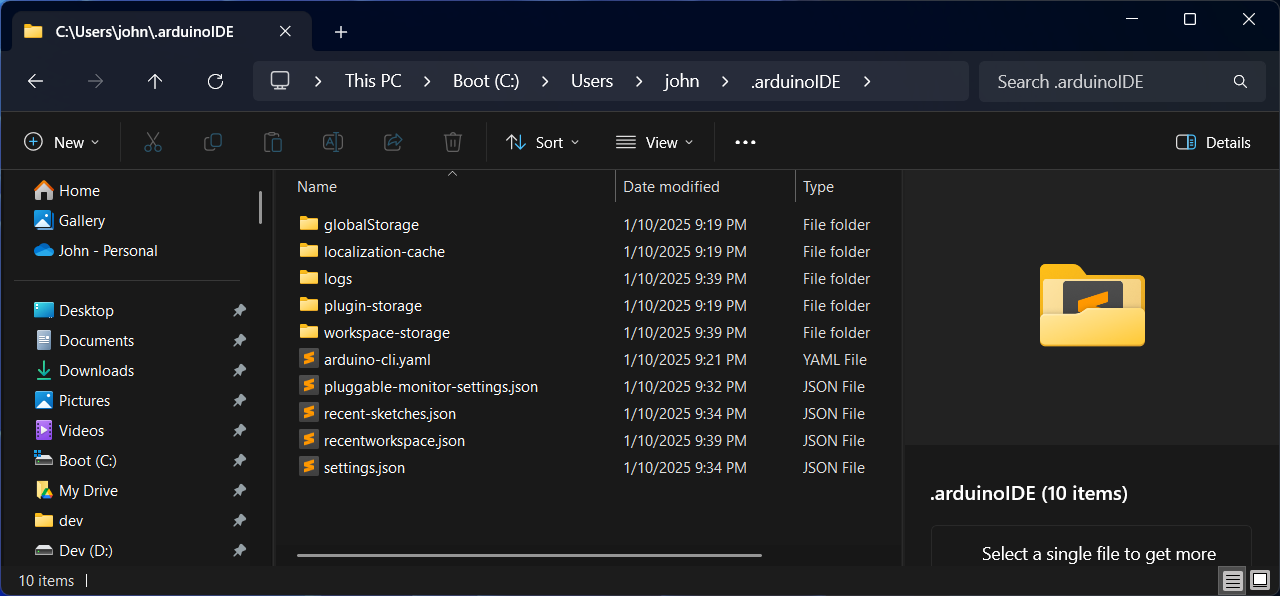 C:\Users\john\.arduinoIDE
This PC Boot (C:) Users john .arduinoIDE
Search .arduinoIDE
New Sort View Details
Home
Gallery
John - Personal
Desktop
Documents
Downloads
Pictures
Videos
Boot (C:)
My Drive
dev
Dev (D:)
Name Date modified Type
globalStorage 1/10/2025 9:19 PM File folder
localization-cache 1/10/2025 9:19 PM File folder
logs 1/10/2025 9:39 PM File folder
plugin-storage 1/10/2025 9:19 PM File folder
workspace-storage 1/10/2025 9:39 PM File folder
arduino-cli.yaml 1/10/2025 9:21 PM YAML File
pluggable-monitor-settings.json 1/10/2025 9:32 PM JSON File
recent-sketches.json 1/10/2025 9:34 PM JSON File
recentworkspace.json 1/10/2025 9:39 PM JSON File
settings.json 1/10/2025 9:34 PM JSON File
.arduinoIDE (10 items)
Select a single file to get more
10 items